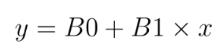 y = B0 + B1 × x